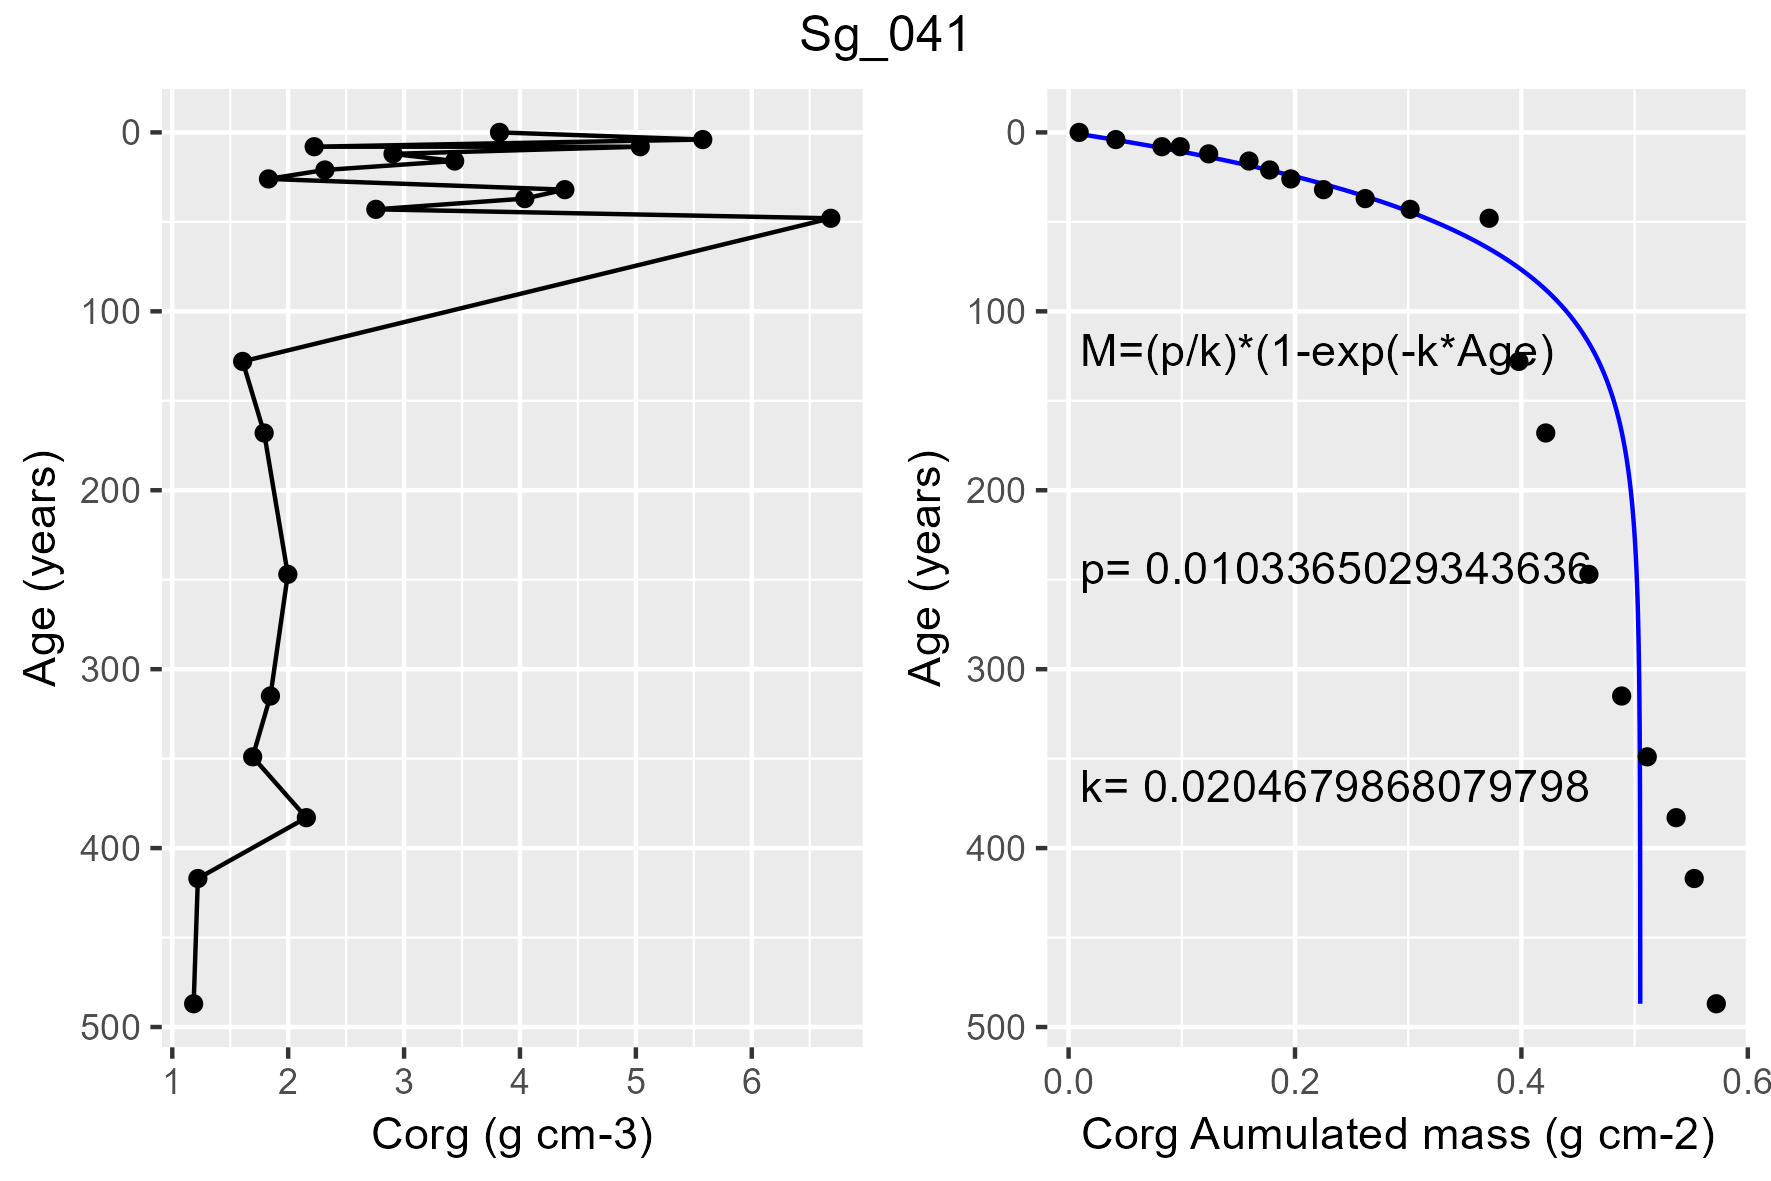 Sg_041
0
100
200
300
400
500
Age (years)
1 2 3 4 5 6
Corg (g cm-3)
0
100
200
300
400
500
Age (years)
M=(p/k)*(1-exp(-k*Age)
p= 0.0103365029343636
k= 0.0204679868079798
0.0 0.2 0.4 0.6
Corg Aumulated mass (g cm-2)